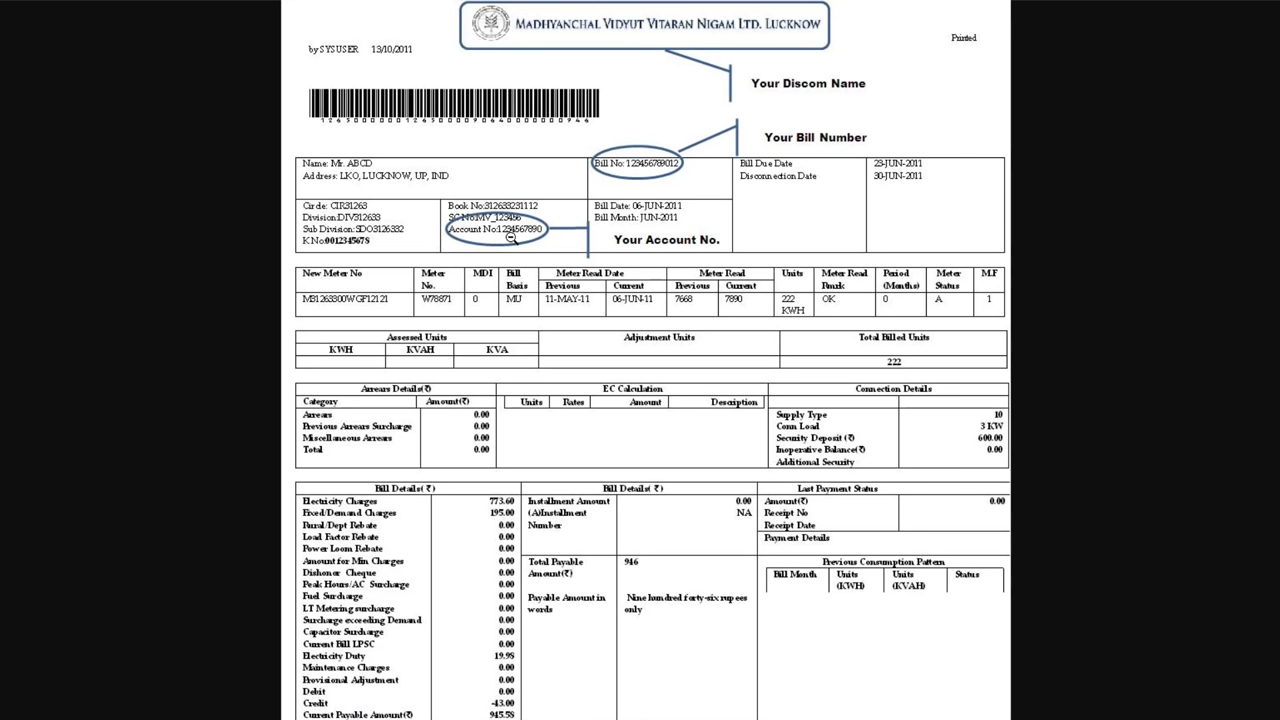 MADHYANCHAL VIDYUT VITARAN NIGAM LTD. LUCKNOW
by SYSUSER 13/10/2011
Printed
Your Discom Name
Your Bill Number
Name: Mr. ABCD
Address: LKO, LUCKNOW, UP, IND
Bill No: 123456789012
Bill Due Date 23-JUN-2011
Disconnection Date 30-JUN-2011
Circle: CIR31263
Division:DIV312633
Sub Division:SDO3126332
K No:0012345678
Book No:312633231112
SC No:MV_123456
Account No:1234567890
Bill Date: 06-JUN-2011
Bill Month: JUN-2011
Your Account No.
New Meter No Meter No. MDI Bill Basis Meter Read Date Meter Read Units Meter Read Rmrk Period (Months) Meter Status M.F
Previous Current Previous Current
M31263300WGF12121 W78871 0 MU 11-MAY-11 06-JUN-11 7668 7890 222 KWH OK 0 A 1
Assessed Units Adjustment Units Total Billed Units
KWH KVAH KVA
222
Arrears Details(₹) EC Calculation Connection Details
Category Amount(₹) Units Rates Amount Description
Arrears 0.00
Previous Arrears Surcharge 0.00
Miscellaneous Arrears 0.00
Total 0.00
Supply Type 10
Conn Load 3 KW
Security Deposit (₹) 600.00
Inoperative Balance(₹) 0.00
Additional Security
Bill Details( ₹)
Electricity Charges 773.60
Fixed/Demand Charges 195.00
Rural/Dept Rebate 0.00
Load Factor Rebate 0.00
Power Loom Rebate 0.00
Amount for Min Charges 0.00
Dishonor Cheque 0.00
Peak Hours/AC Surcharge 0.00
Fuel Surcharge 0.00
LT Metering surcharge 0.00
Surcharge exceeding Demand 0.00
Capacitor Surcharge 0.00
Current Bill LPSC 0.00
Electricity Duty 19.98
Maintenance Charges 0.00
Provisional Adjustment 0.00
Debit 0.00
Credit -43.00
Current Payable Amount(₹) 945.58
Bill Details( ₹)
Installment Amount 0.00
(A)Installment NA
Number
Total Payable 946
Amount(₹)
Payable Amount in Nine hundred forty-six rupees
words only
Last Payment Status
Amount(₹) 0.00
Receipt No
Receipt Date
Payment Details
Previous Consumption Pattern
Bill Month Units (KWH) Units (KVAH) Status